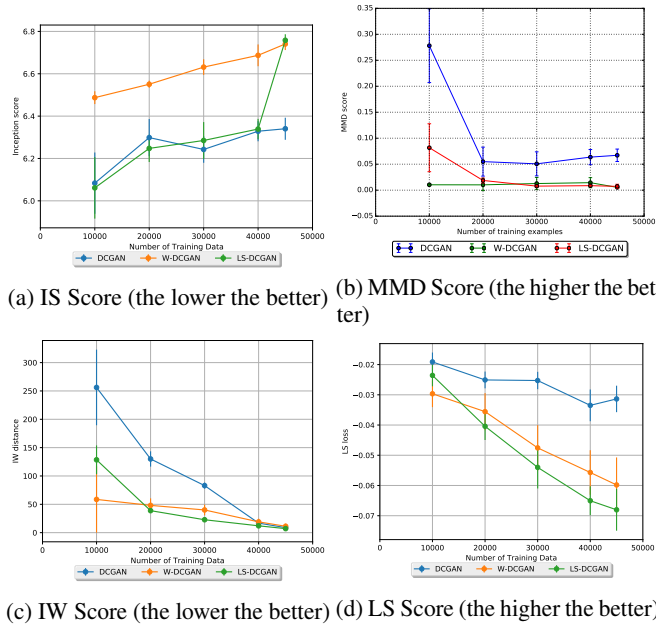 6.8
6.6
6.4
6.2
6.0
Inception score
0 10000 20000 30000 40000 50000
Number of Training Data
DCGAN W-DCGAN LS-DCGAN
(a) IS Score (the lower the better)
0.35
0.30
0.25
0.20
0.15
0.10
0.05
0.00
−0.05
MMD score
0 10000 20000 30000 40000 50000
Number of training examples
DCGAN W-DCGAN LS-DCGAN
(b) MMD Score (the higher the bet
ter)
300
250
200
150
100
50
0
IW distance
0 10000 20000 30000 40000 50000
Number of Training Data
DCGAN W-DCGAN LS-DCGAN
(c) IW Score (the lower the better)
−0.02
−0.03
−0.04
−0.05
−0.06
−0.07
LS loss
0 10000 20000 30000 40000 50000
Number of Training Data
DCGAN W-DCGAN LS-DCGAN
(d) LS Score (the higher the better)